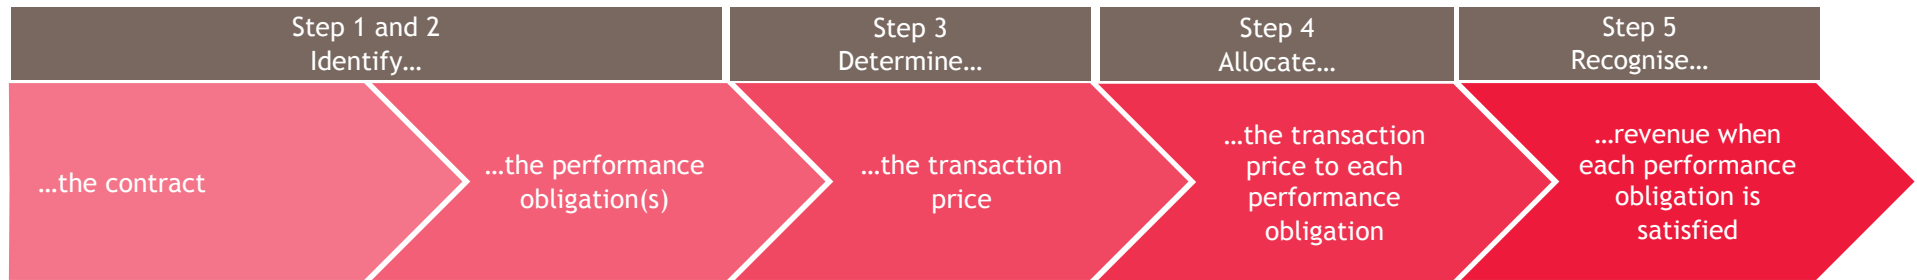 Step 1 and 2
Identify…
Step 3
Determine…
Step 4
Allocate…
Step 5
Recognise…
…the contract
…the performance
obligation(s)
…the transaction
price
…the transaction
price to each
performance
obligation
…revenue when
each performance
obligation is
satisfied